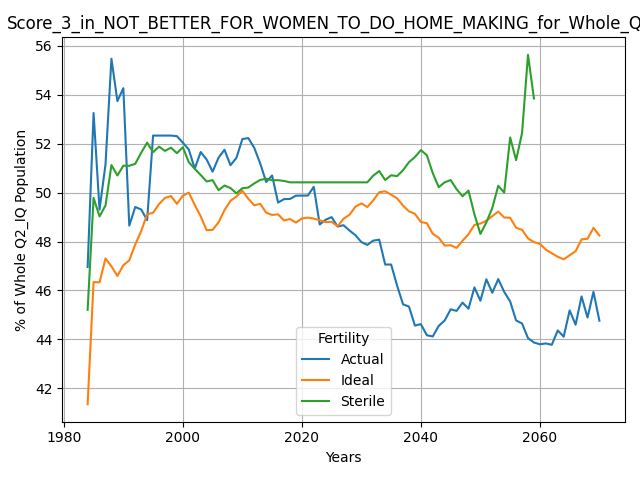 Score_3_in_NOT_BETTER_FOR_WOMEN_TO_DO_HOME_MAKING_for_Whole_Q
56
54
52
50
48
46
44
42
% of Whole Q2_IQ Population
Fertility
Actual
Ideal
Sterile
1980 2000 2020 2040 2060
Years